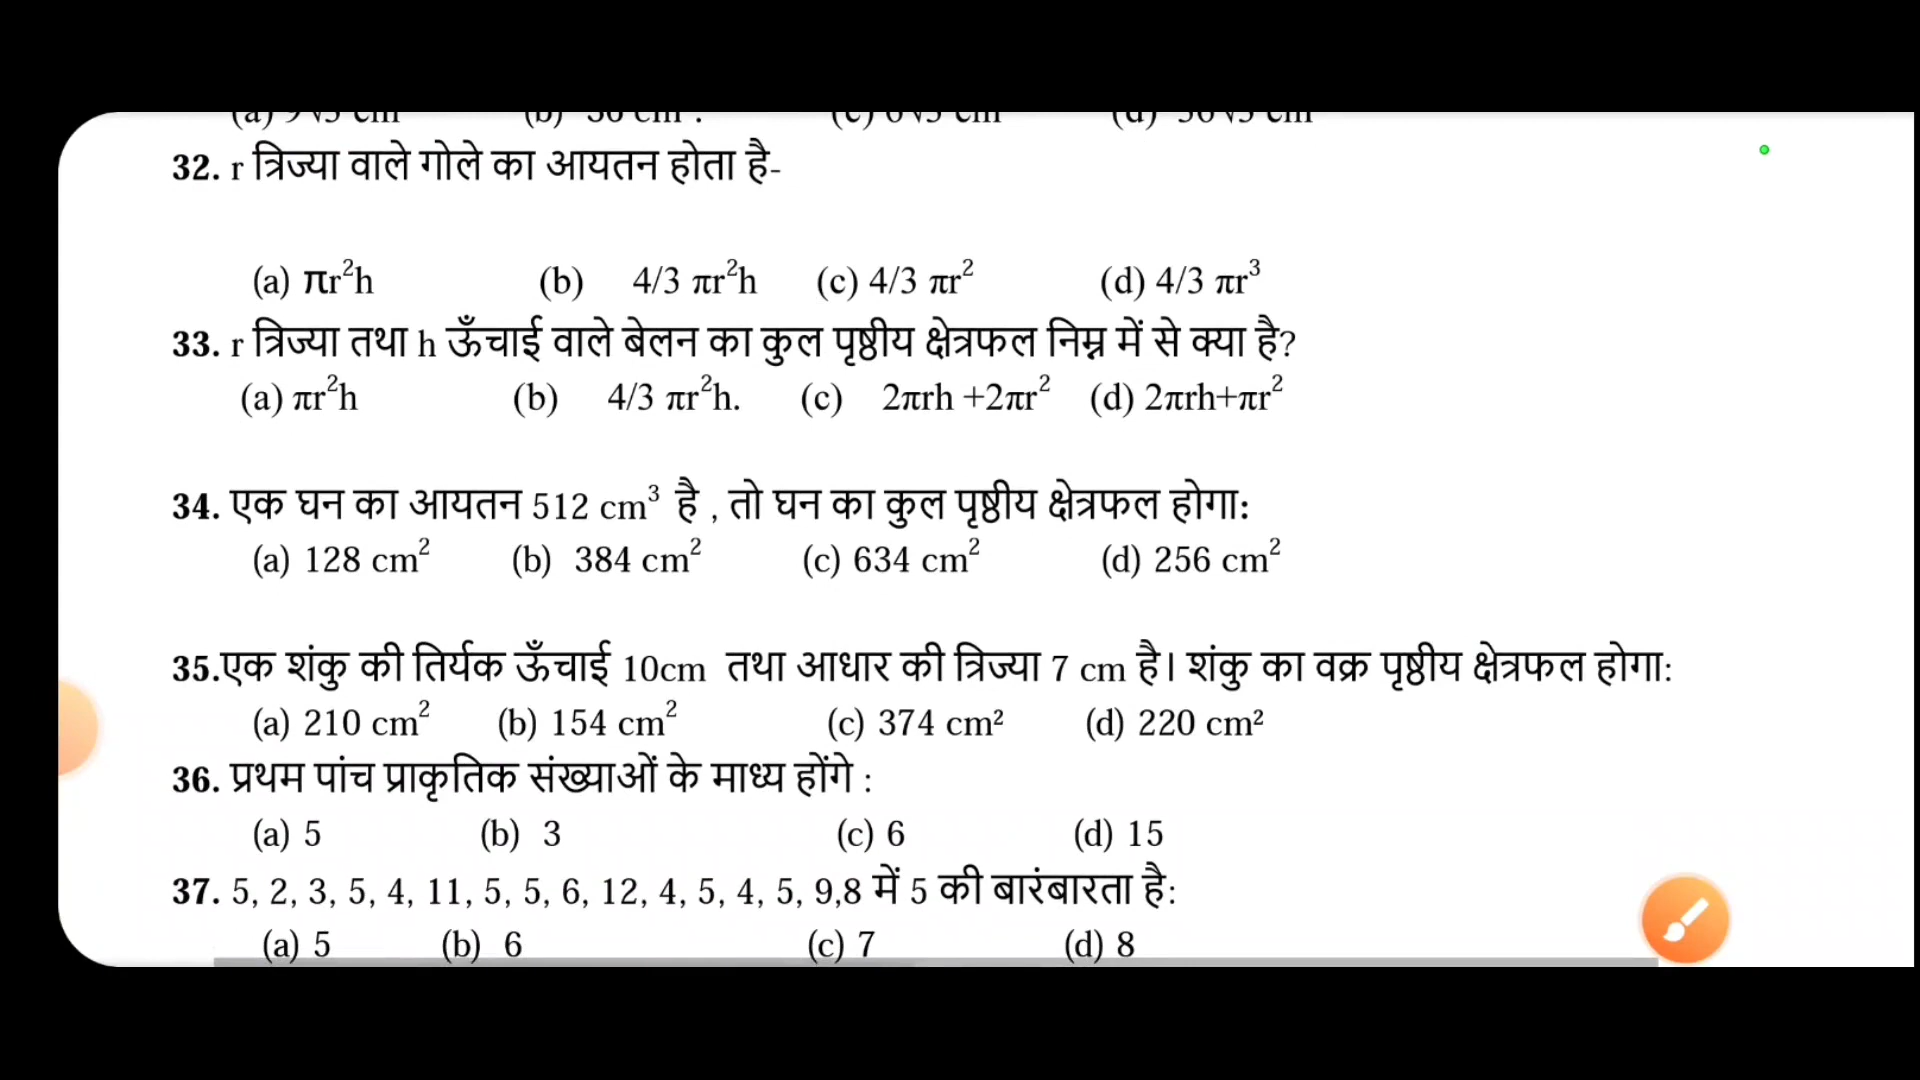 32. r त्रिज्या वाले गोले का आयतन होता है-
(a) πr²h (b) 4/3 πr²h (c) 4/3 πr² (d) 4/3 πr³
33. r त्रिज्या तथा h ऊँचाई वाले बेलन का कुल पृष्ठीय क्षेत्रफल निम्न में से क्या है?
(a) πr²h (b) 4/3 πr²h. (c) 2πrh +2πr² (d) 2πrh+πr²
34. एक घन का आयतन 512 cm³ है , तो घन का कुल पृष्ठीय क्षेत्रफल होगा:
(a) 128 cm² (b) 384 cm² (c) 634 cm² (d) 256 cm²
35.एक शंकु की तिर्यक ऊँचाई 10cm तथा आधार की त्रिज्या 7 cm है। शंकु का वक्र पृष्ठीय क्षेत्रफल होगा:
(a) 210 cm² (b) 154 cm² (c) 374 cm² (d) 220 cm²
36. प्रथम पांच प्राकृतिक संख्याओं के माध्य होंगे :
(a) 5 (b) 3 (c) 6 (d) 15
37. 5, 2, 3, 5, 4, 11, 5, 5, 6, 12, 4, 5, 4, 5, 9,8 में 5 की बारंबारता है:
(a) 5 (b) 6 (c) 7 (d) 8